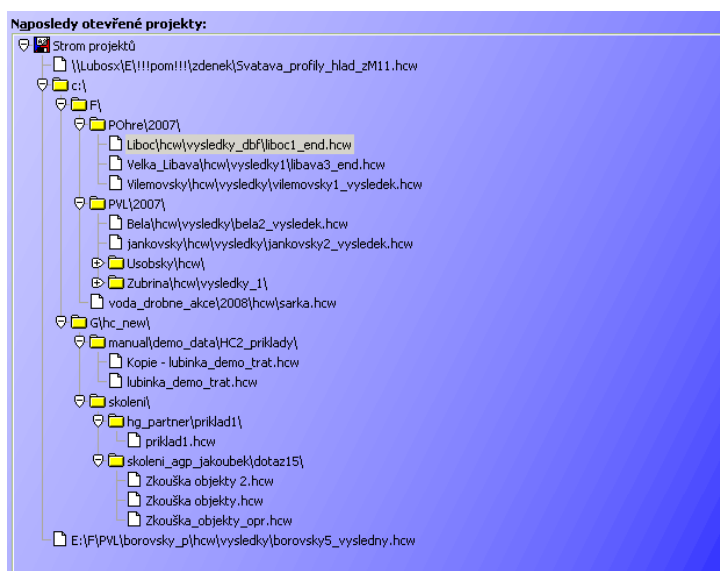 Naposledy otevřené projekty:
Strom projektů
\\Lubosx\E\!!!pom!!!\zdenek\Svatava_profily_hlad_zM11.hcw
c:\
F\
POhre\2007\
Liboc\hcw\vysledky_dbf\liboc1_end.hcw
Velka_Libava\hcw\vysledky1\libava3_end.hcw
Vilemovsky\hcw\vysledky\vilemovsky1_vysledek.hcw
PVL\2007\
Bela\hcw\vysledky\bela2_vysledek.hcw
jankovsky\hcw\vysledky\jankovsky2_vysledek.hcw
Usobsky\hcw\
Zubrina\hcw\vysledky_1\
voda_drobne_akce\2008\hcw\sarka.hcw
G\hc_new\
manual\demo_data\HC2_priklady\
Kopie - lubinka_demo_trat.hcw
lubinka_demo_trat.hcw
skoleni\
hg_partner\priklad1\
priklad1.hcw
skoleni_agp_jakoubek\dotaz15\
Zkouška objekty 2.hcw
Zkouška objekty.hcw
Zkouška_objekty_opr.hcw
E:\F\PVL\borovsky_p\hcw\vysledky\borovsky5_vysledny.hcw